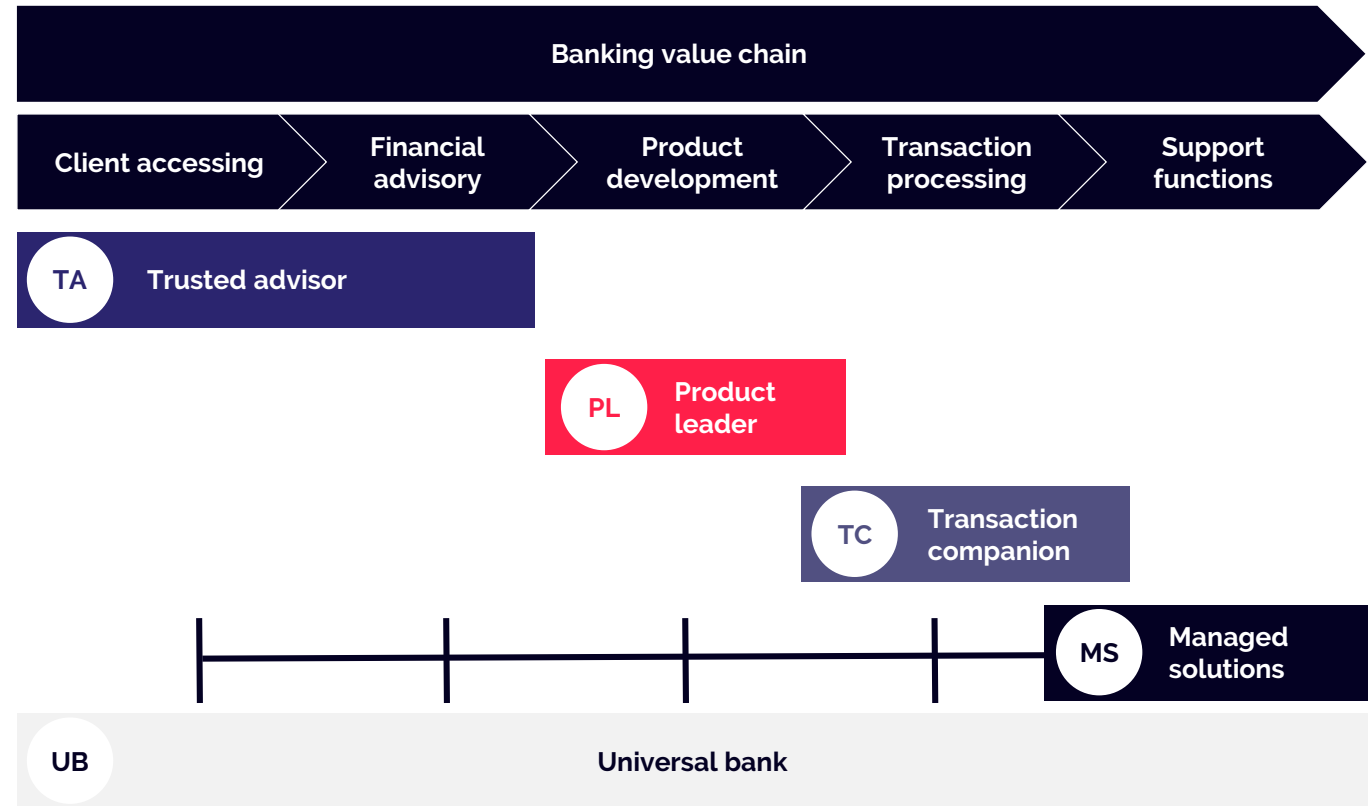 Banking value chain
Client accessing
Financial
advisory
Product
development
Transaction
processing
Support
functions
TA
Trusted advisor
PL
Product
leader
TC
Transaction
companion
MS
Managed
solutions
UB
Universal bank